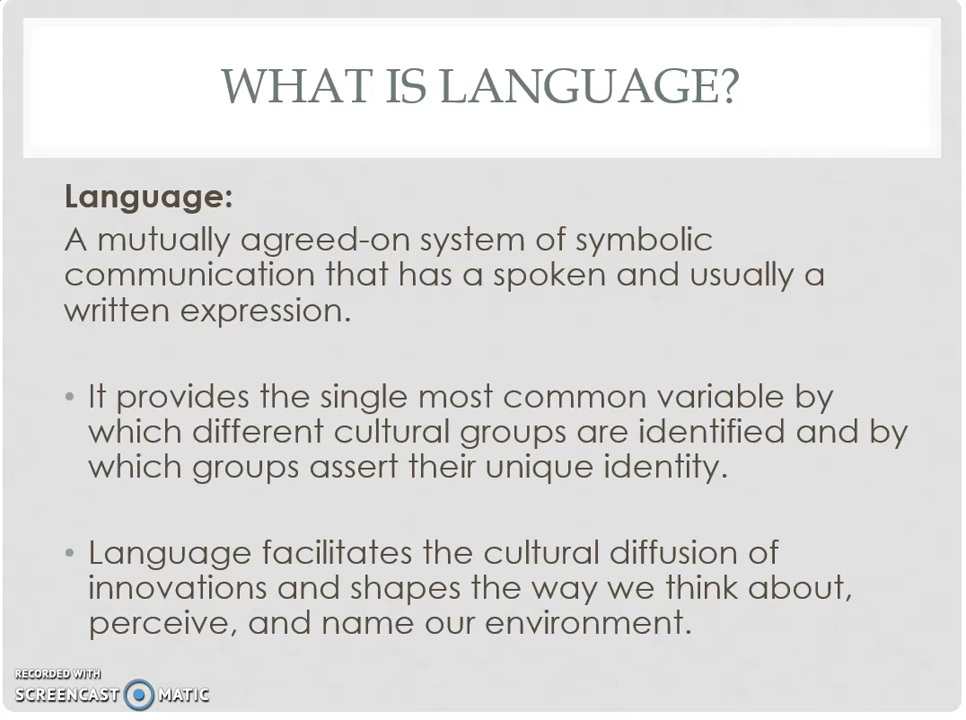 WHAT IS LANGUAGE?
Language:
A mutually agreed-on system of symbolic
communication that has a spoken and usually a
written expression.
• It provides the single most common variable by
which different cultural groups are identified and by
which groups assert their unique identity.
• Language facilitates the cultural diffusion of
innovations and shapes the way we think about,
perceive, and name our environment.
RECORDED WITH
SCREENCAST MATIC